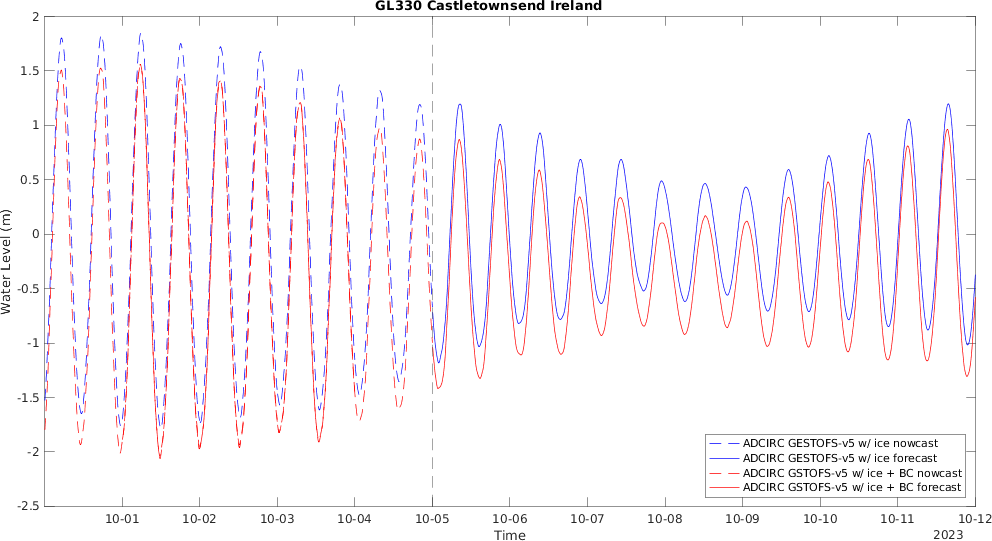 GL330 Castletownsend Ireland
Water Level (m)
2
1.5
1
0.5
0
-0.5
-1
-1.5
-2
-2.5
10-01 10-02 10-03 10-04 10-05 10-06 10-07 10-08 10-09 10-10 10-11 10-12
Time
2023
ADCIRC GESTOFS-v5 w/ ice nowcast
ADCIRC GESTOFS-v5 w/ ice forecast
ADCIRC GSTOFS-v5 w/ ice + BC nowcast
ADCIRC GSTOFS-v5 w/ ice + BC forecast